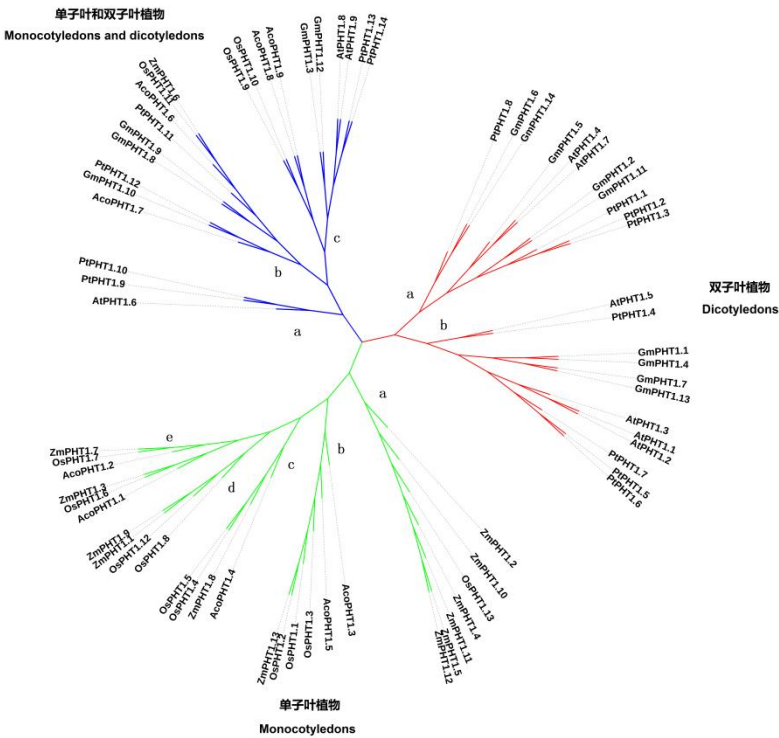 单子叶和双子叶植物
Monocotyledons and dicotyledons
ZmPHT1.6
OsPHT1.11
AcoPHT1.6
PtPHT1.11
GmPHT1.9
GmPHT1.8
PtPHT1.12
GmPHT1.10
AcoPHT1.7
PtPHT1.10
PtPHT1.9
AtPHT1.6
OsPHT1.9
OsPHT1.10
AcoPHT1.8
AcoPHT1.9
GmPHT1.3
GmPHT1.12
AtPHT1.8
AtPHT1.9
PtPHT1.13
PtPHT1.14
c
b
a
PtPHT1.8
GmPHT1.6
GmPHT1.14
GmPHT1.5
AtPHT1.4
AtPHT1.7
GmPHT1.2
GmPHT1.11
PtPHT1.1
PtPHT1.2
PtPHT1.3
a
b
双子叶植物
Dicotyledons
AtPHT1.5
PtPHT1.4
GmPHT1.1
GmPHT1.4
GmPHT1.7
GmPHT1.13
AtPHT1.3
AtPHT1.1
AtPHT1.2
PtPHT1.7
PtPHT1.5
PtPHT1.6
a
b
c
d
e
ZmPHT1.7
OsPHT1.7
AcoPHT1.2
ZmPHT1.3
OsPHT1.6
AcoPHT1.1
ZmPHT1.9
ZmPHT1.1
OsPHT1.12
OsPHT1.8
OsPHT1.5
OsPHT1.4
ZmPHT1.8
AcoPHT1.4
ZmPHT1.13
OsPHT1.2
OsPHT1.1
OsPHT1.3
AcoPHT1.5
AcoPHT1.3
ZmPHT1.12
ZmPHT1.5
ZmPHT1.11
ZmPHT1.4
OsPHT1.13
ZmPHT1.10
ZmPHT1.2
单子叶植物
Monocotyledons